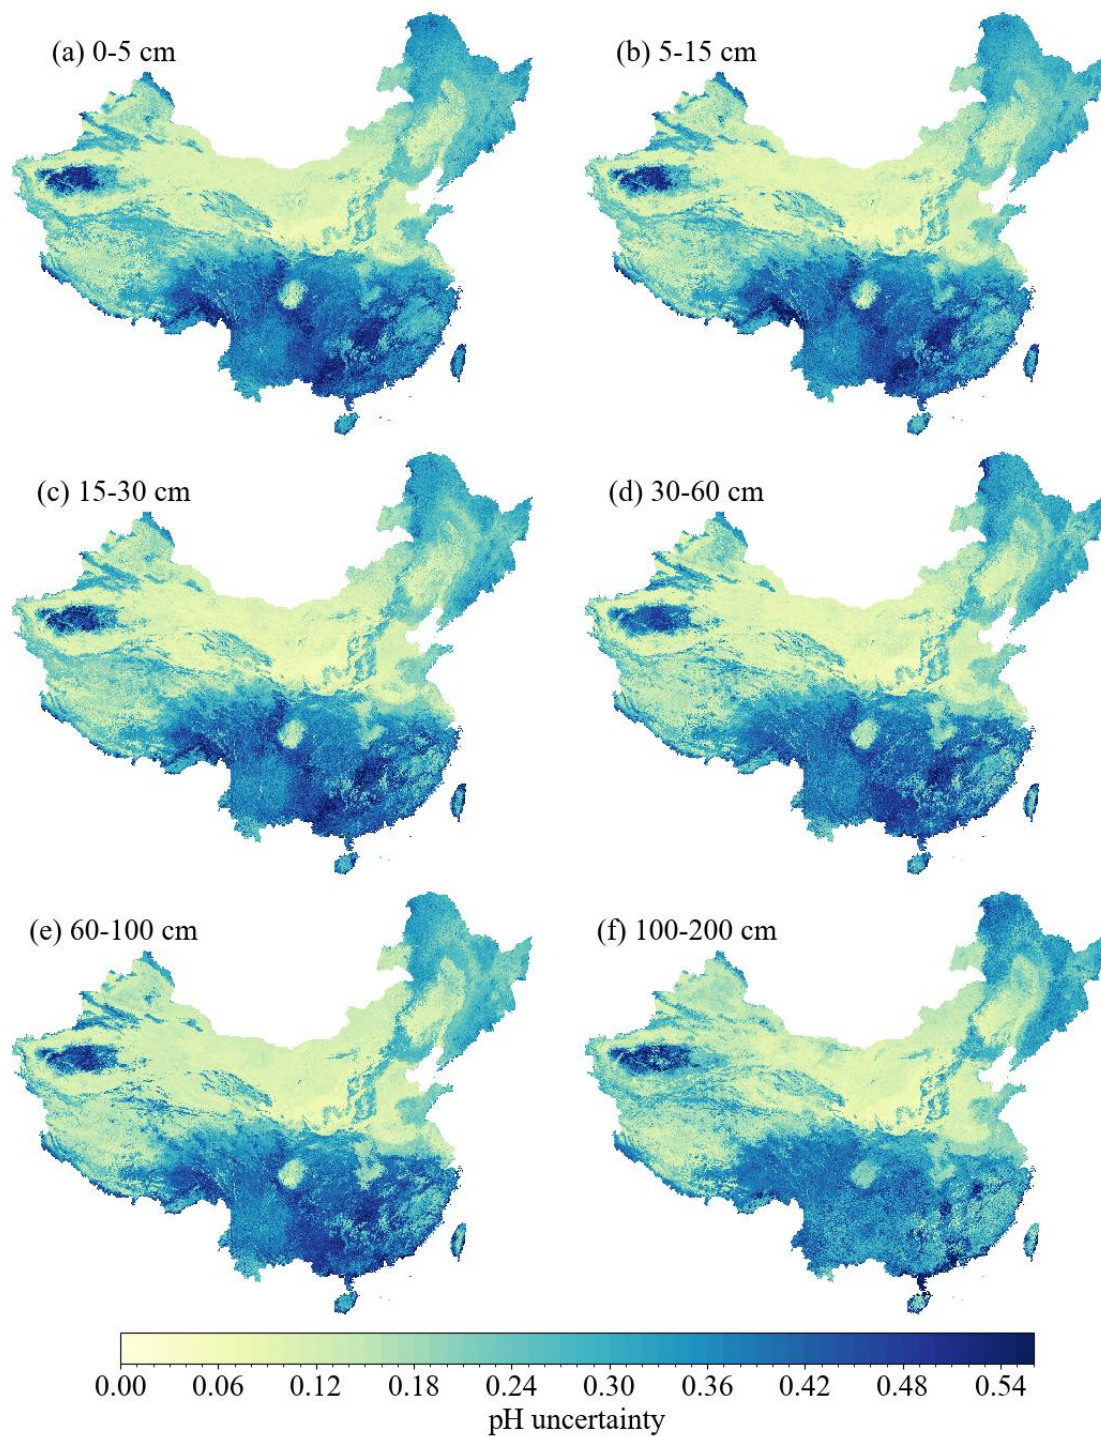 (a) 0-5 cm
(b) 5-15 cm
(c) 15-30 cm
(d) 30-60 cm
(e) 60-100 cm
(f) 100-200 cm
0.00 0.06 0.12 0.18 0.24 0.30 0.36 0.42 0.48 0.54
pH uncertainty